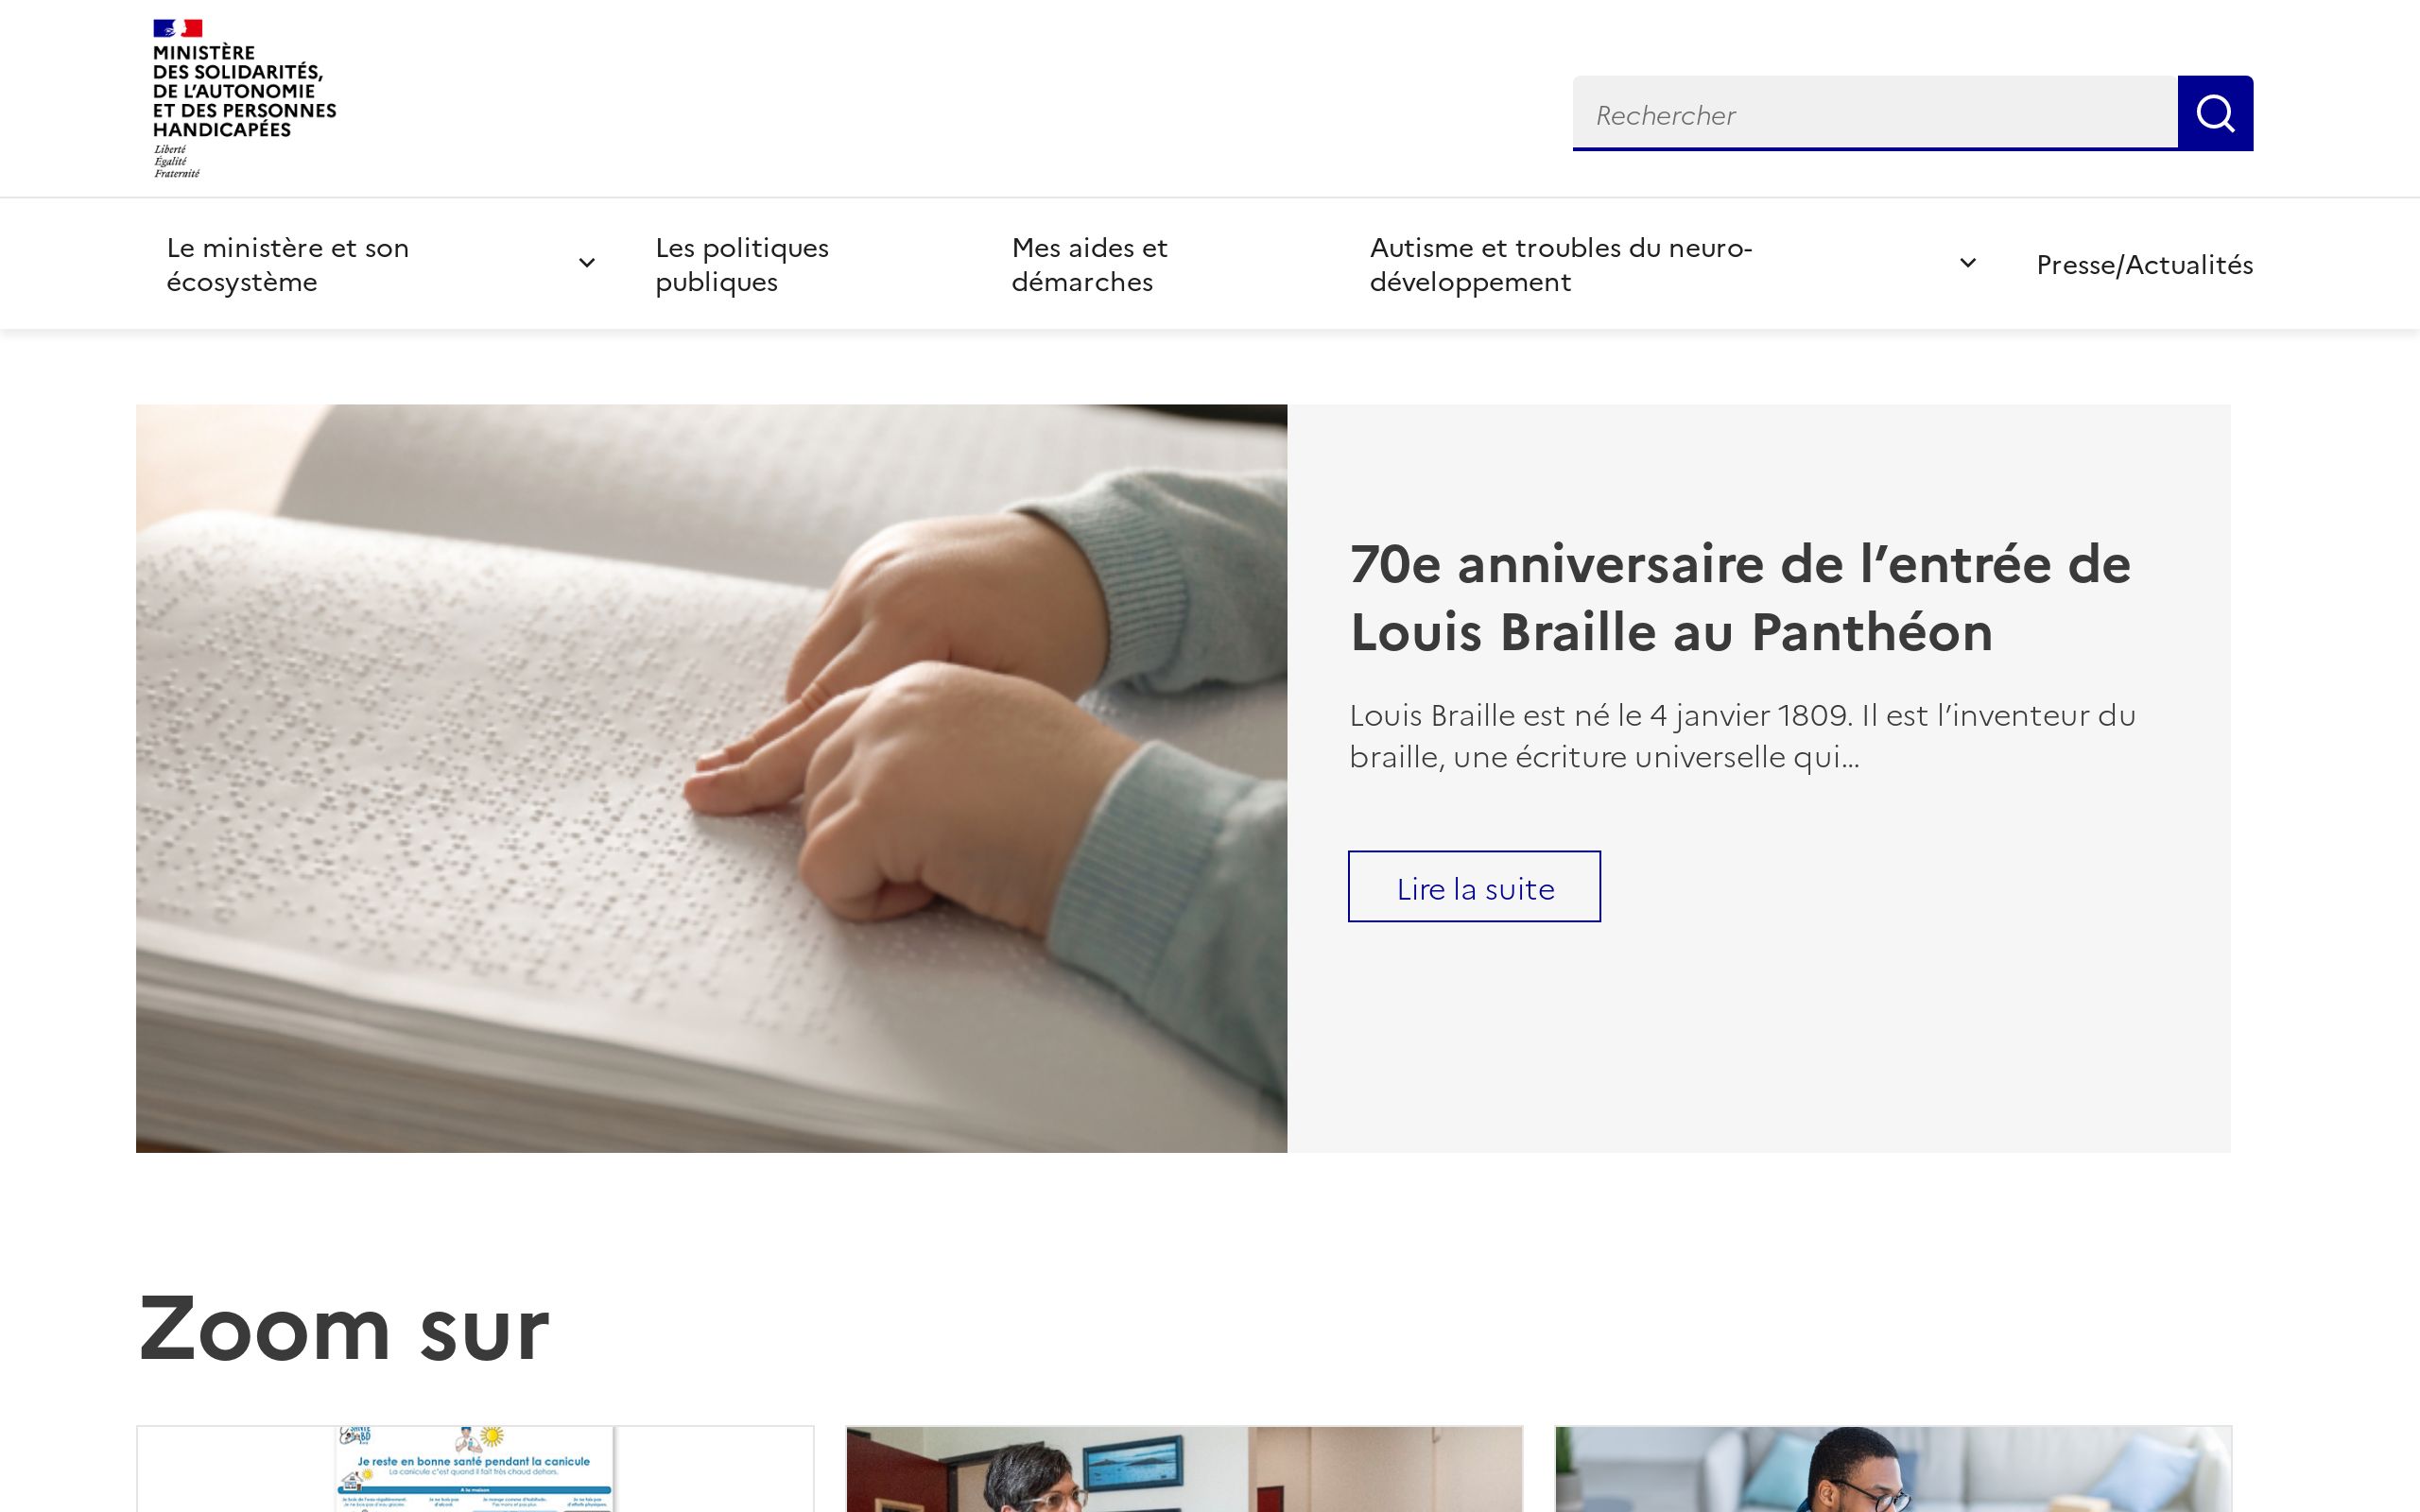 MINISTÈRE
DES SOLIDARITÉS,
DE L'AUTONOMIE
ET DES PERSONNES
HANDICAPÉES
Liberté
Égalité
Fraternité
Rechercher
Le ministère et son
écosystème
Les politiques
publiques
Mes aides et
démarches
Autisme et troubles du neuro-
développement
Presse/Actualités
70e anniversaire de l’entrée de
Louis Braille au Panthéon
Louis Braille est né le 4 janvier 1809. Il est l’inventeur du
braille, une écriture universelle qui...
Lire la suite
Zoom sur
Je reste en bonne santé pendant la canicule
La canicule c'est quand il fait très chaud dehors.
A la maison